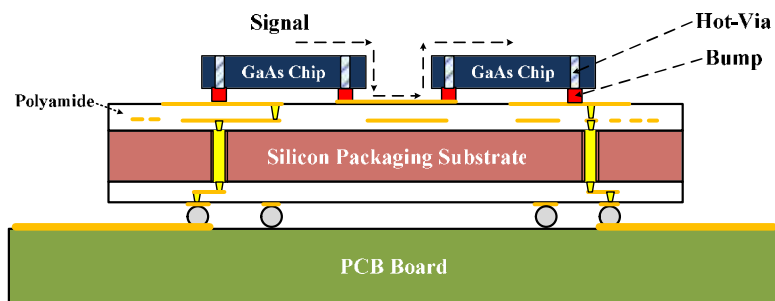 Signal
Hot-Via
GaAs Chip
GaAs Chip
Bump
Polyamide
Silicon Packaging Substrate
PCB Board